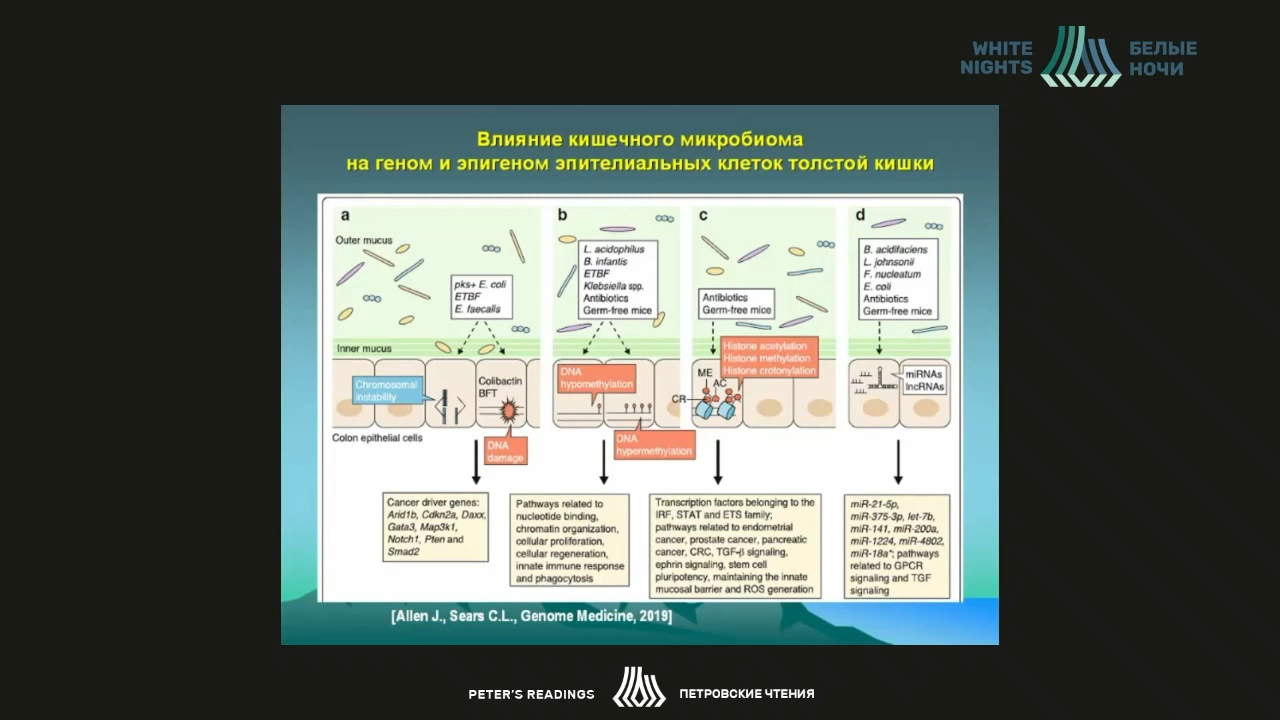 WHITE
NIGHTS
БЕЛЫЕ
НОЧИ
Влияние кишечного микробиома
на геном и эпигеном эпителиальных клеток толстой кишки
a
Outer mucus
pks+ E. coli
ETBF
E. faecalis
Inner mucus
Chromosomal
instability
Colibactin
BFT
DNA
damage
Colon epithelial cells
Cancer driver genes:
Arid1b, Cdkn2a, Daxx,
Gata3, Map3k1,
Notch1, Pten and
Smad2
b
L. acidophilus
B. infantis
ETBF
Klebsiella spp.
Antibiotics
Germ-free mice
DNA
hypomethylation
DNA
hypermethylation
Pathways related to
nucleotide binding,
chromatin organization,
cellular proliferation,
cellular regeneration,
innate immune response
and phagocytosis
c
Antibiotics
Germ-free mice
Histone acetylation
Histone methylation
Histone crotonylation
ME
AC
CR
Transcription factors belonging to the
IRF, STAT and ETS family;
pathways related to endometrial
cancer, prostate cancer, pancreatic
cancer, CRC, TGF-β signaling,
ephrin signaling, stem cell
pluripotency, maintaining the innate
mucosal barrier and ROS generation
d
B. acidifaciens
L. johnsonii
F. nucleatum
E. coli
Antibiotics
Germ-free mice
miRNAs
lncRNAs
miR-21-5p,
miR-375-3p, let-7b,
miR-141, miR-200a,
miR-1224, miR-4802,
miR-18a*; pathways
related to GPCR
signaling and TGF
signaling
[Allen J., Sears C.L., Genome Medicine, 2019]
PETER'S READINGS
ПЕТРОВСКИЕ ЧТЕНИЯ